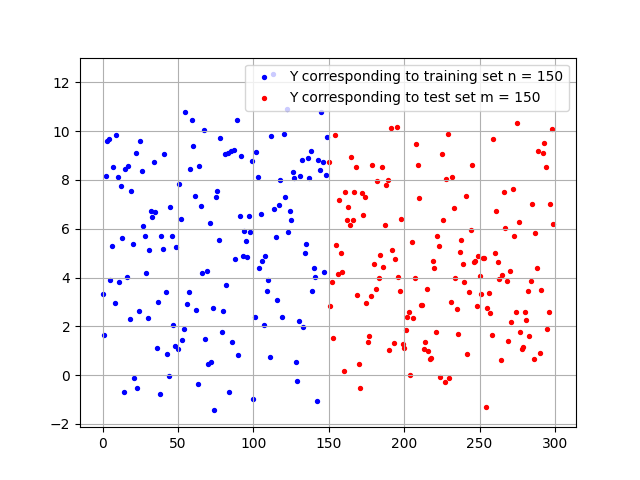 Y corresponding to training set n = 150
Y corresponding to test set m = 150
12
10
8
6
4
2
0
−2
0 50 100 150 200 250 300